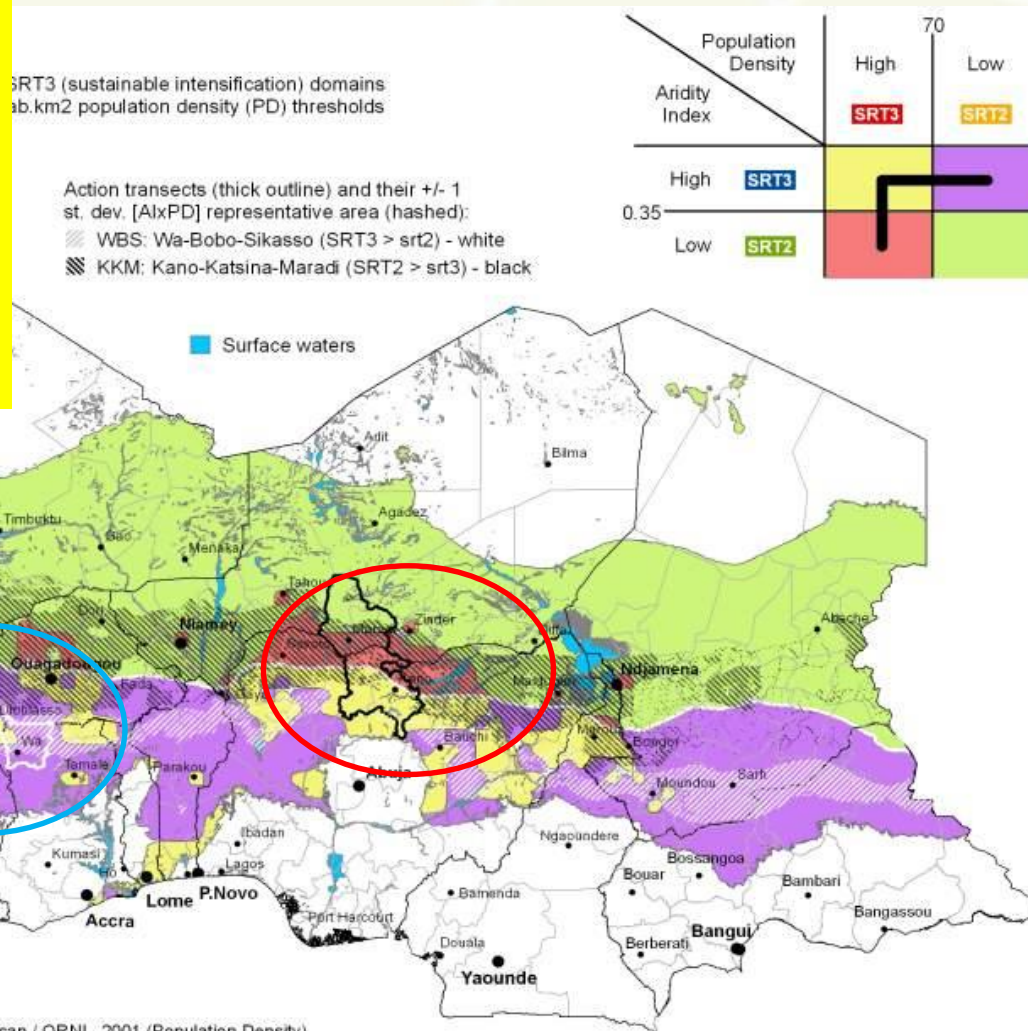 SRT3 (sustainable intensification) domains
ab.km2 population density (PD) thresholds
Action transects (thick outline) and their +/- 1
st. dev. [AIxPD] representative area (hashed):
WBS: Wa-Bobo-Sikasso (SRT3 > srt2) - white
KKM: Kano-Katsina-Maradi (SRT2 > srt3) - black
Surface waters
70
Population
Density
High
Low
Aridity
Index
SRT3
SRT2
High
SRT3
0.35
Low
SRT2
Adit
Bilma
Timbuktu
Agadez
Gao
Menaka
Tahou
Dori
Zinder
Abeche
Niamey
Diffa
Ouagadougou
Ndjamena
Fada
Wa
Bauchi
Bongor
Tamale
Parakou
Abuja
Moundou
Sarh
Ibadan
Ngaoundere
Kumasi
Ho
Lagos
Bossangoa
Lome
P.Novo
Bouar
Bambari
Accra
Bamenda
Port Harcourt
Bangassou
Douala
Berberati
Bangui
Yaounde
can / ORNL, 2001 (Population Density)